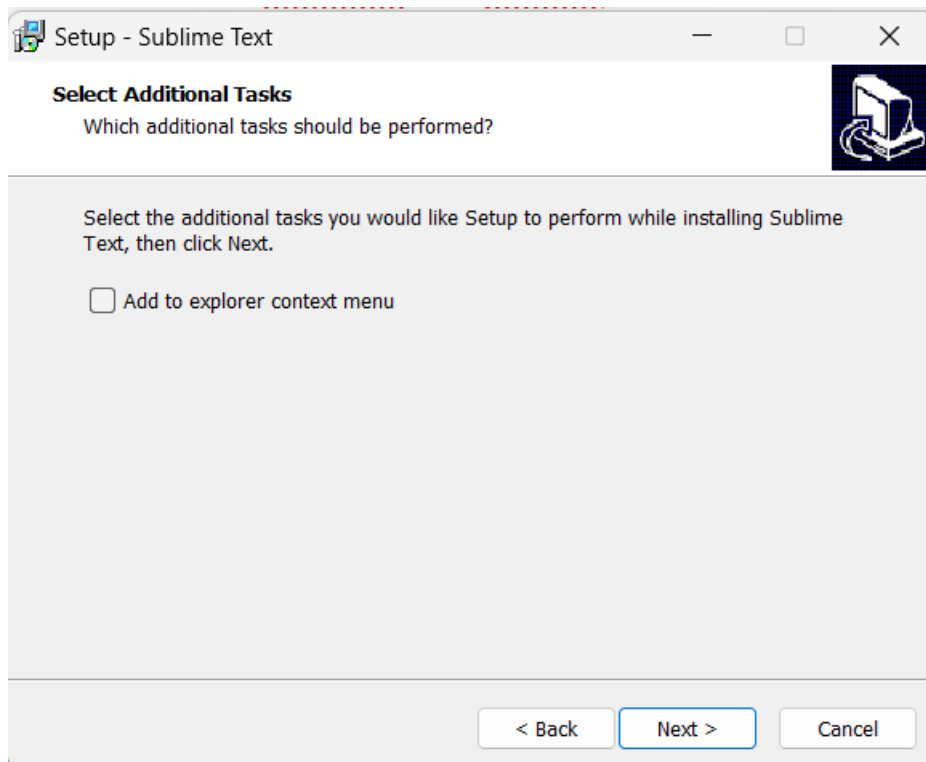 Setup - Sublime Text
Select Additional Tasks
Which additional tasks should be performed?
Select the additional tasks you would like Setup to perform while installing Sublime
Text, then click Next.
Add to explorer context menu
< Back
Next >
Cancel